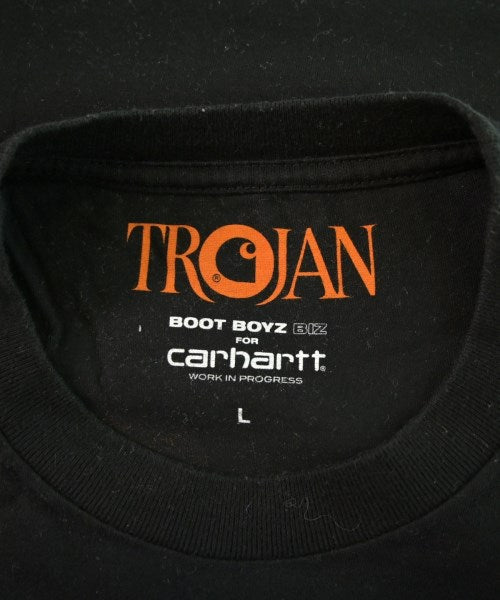 TROJAN
®
BOOT BOYZ BIZ
FOR
carhartt®
WORK IN PROGRESS
L